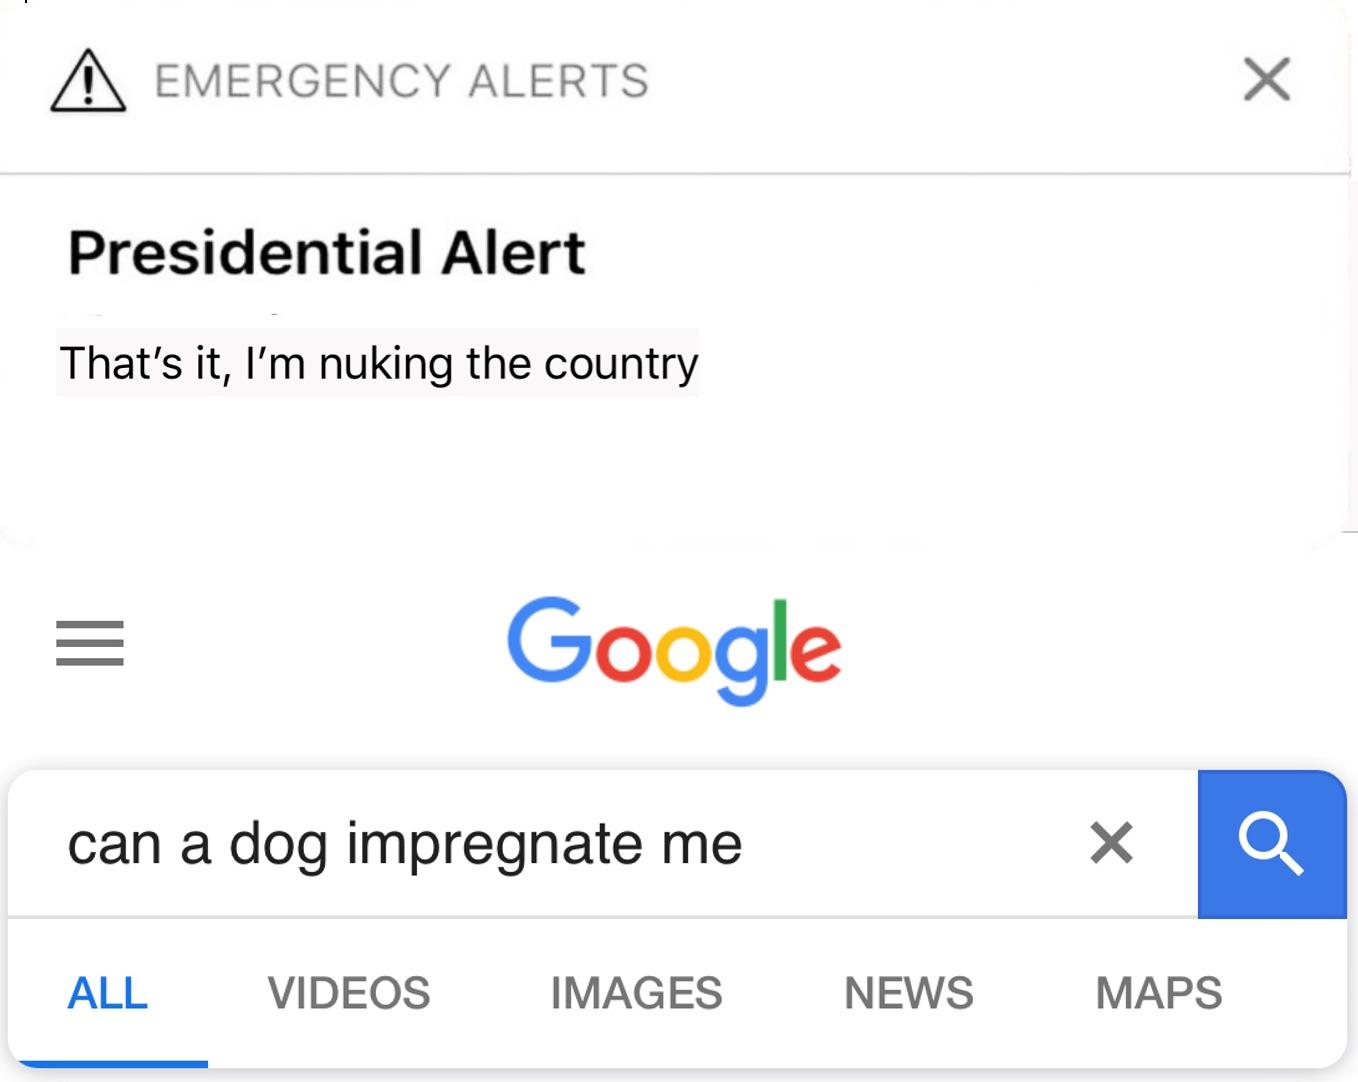 EMERGENCY ALERTS
Presidential Alert
That’s it, I’m nuking the country
Google
can a dog impregnate me
ALL VIDEOS IMAGES NEWS MAPS